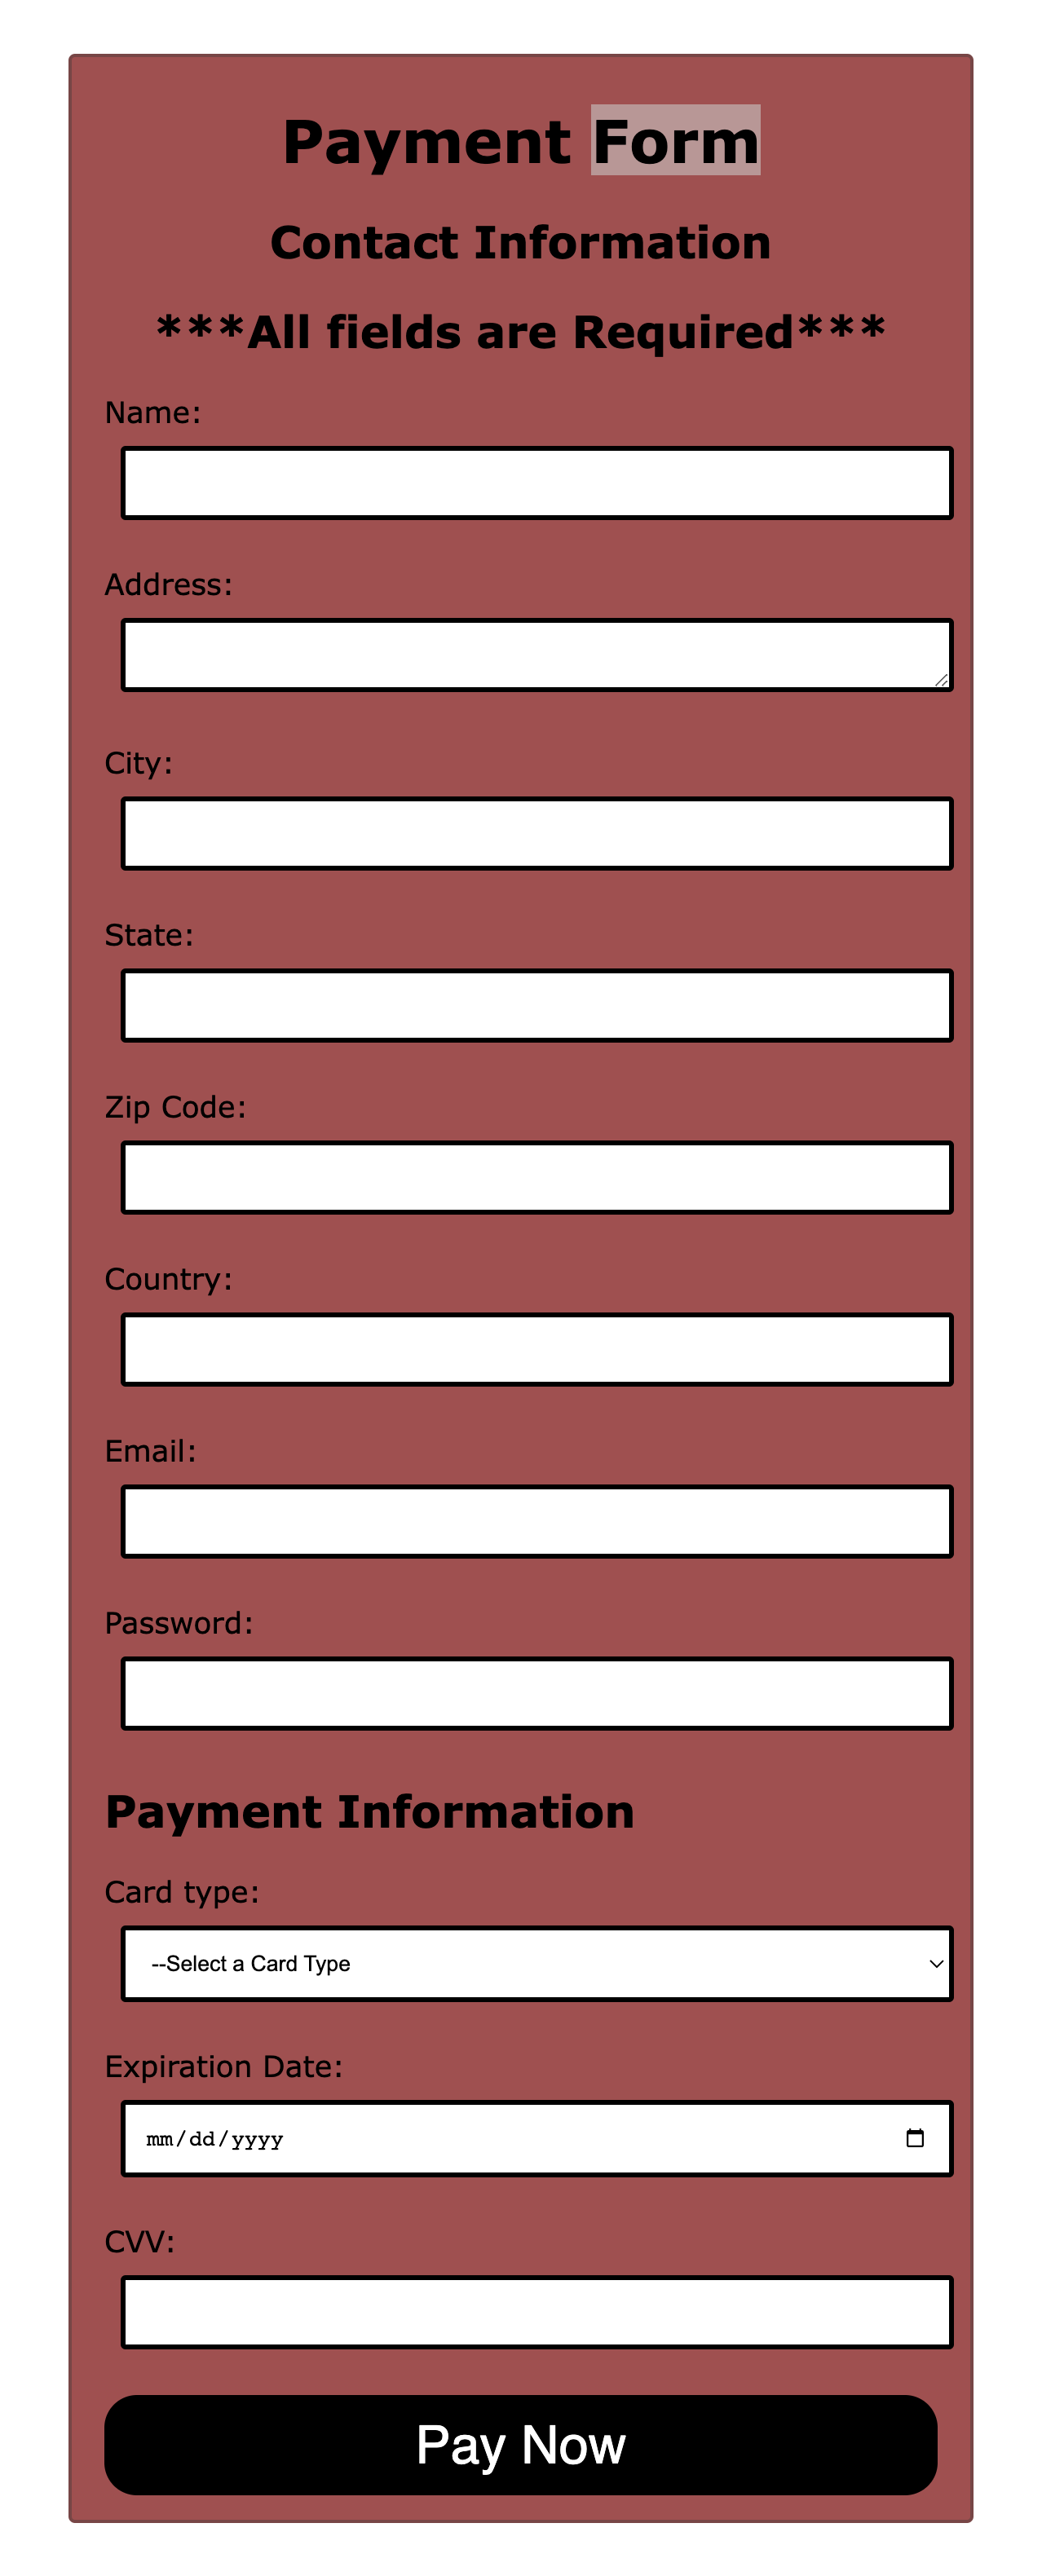 Payment Form
Contact Information
***All fields are Required***
Name:
Address:
City:
State:
Zip Code:
Country:
Email:
Password:
Payment Information
Card type:
--Select a Card Type
Expiration Date:
mm/dd/yyyy
CVV:
Pay Now